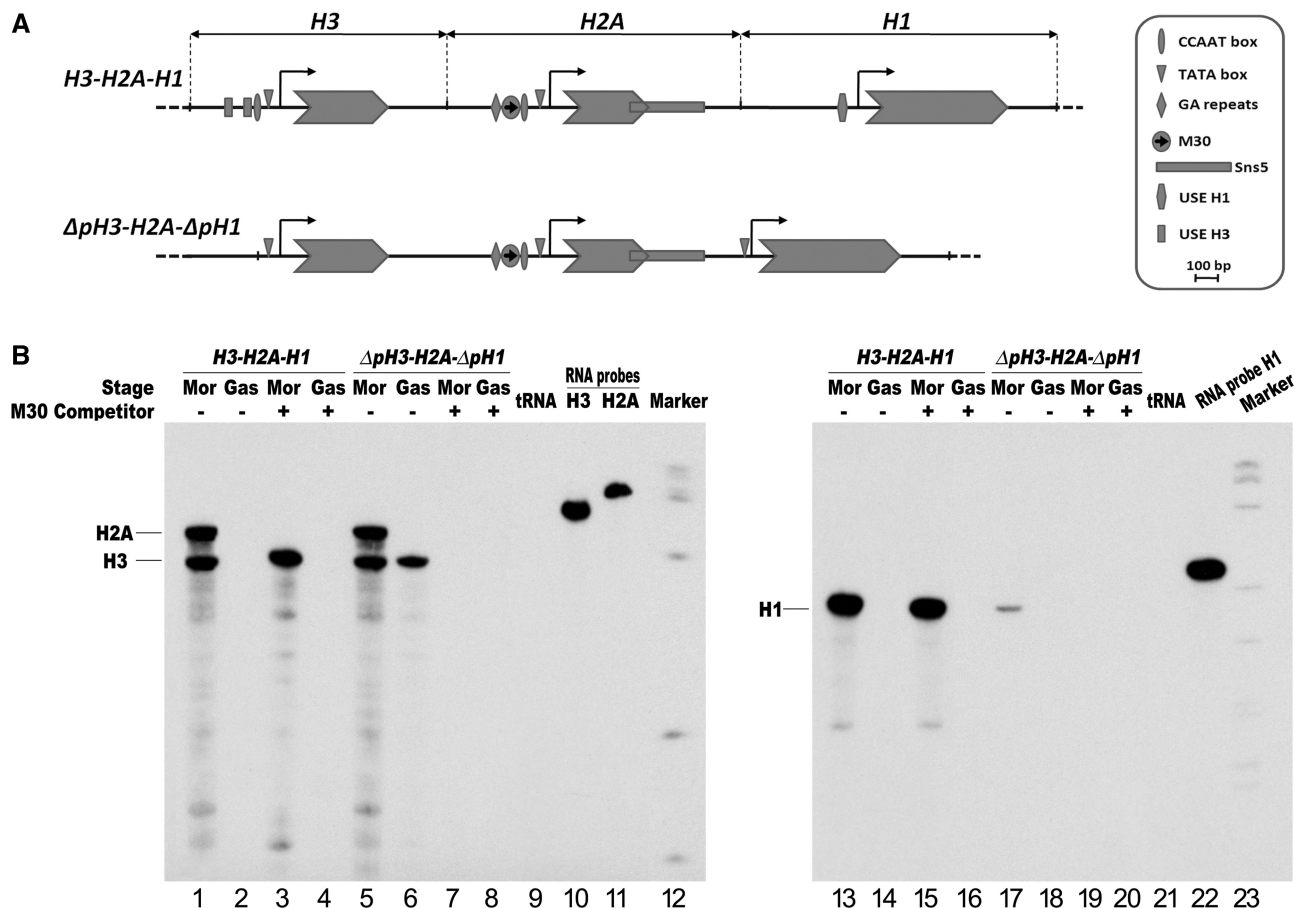 A
H3 H2A H1
H3-H2A-H1
ΔpH3-H2A-ΔpH1
CCAAT box
TATA box
GA repeats
M30
Sns5
USE H1
USE H3
100 bp
B
H3-H2A-H1 ΔpH3-H2A-ΔpH1
RNA probes
Stage Mor Gas Mor Gas Mor Gas Mor Gas tRNA H3 H2A Marker
M30 Competitor - - + + - - + +
H2A
H3
1 2 3 4 5 6 7 8 9 10 11 12
H3-H2A-H1 ΔpH3-H2A-ΔpH1
Mor Gas Mor Gas Mor Gas Mor Gas tRNA RNA probe H1 Marker
- - + + - - + +
H1
13 14 15 16 17 18 19 20 21 22 23